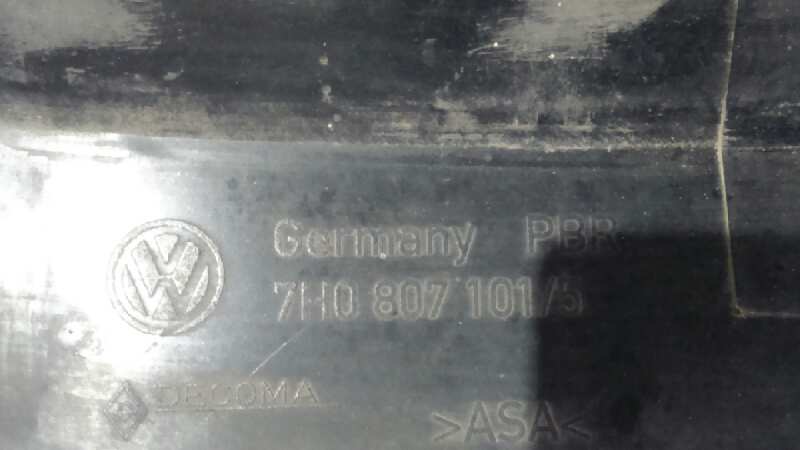 Germany PBR
7H0 807 101/5
DECOMA
>ASA<